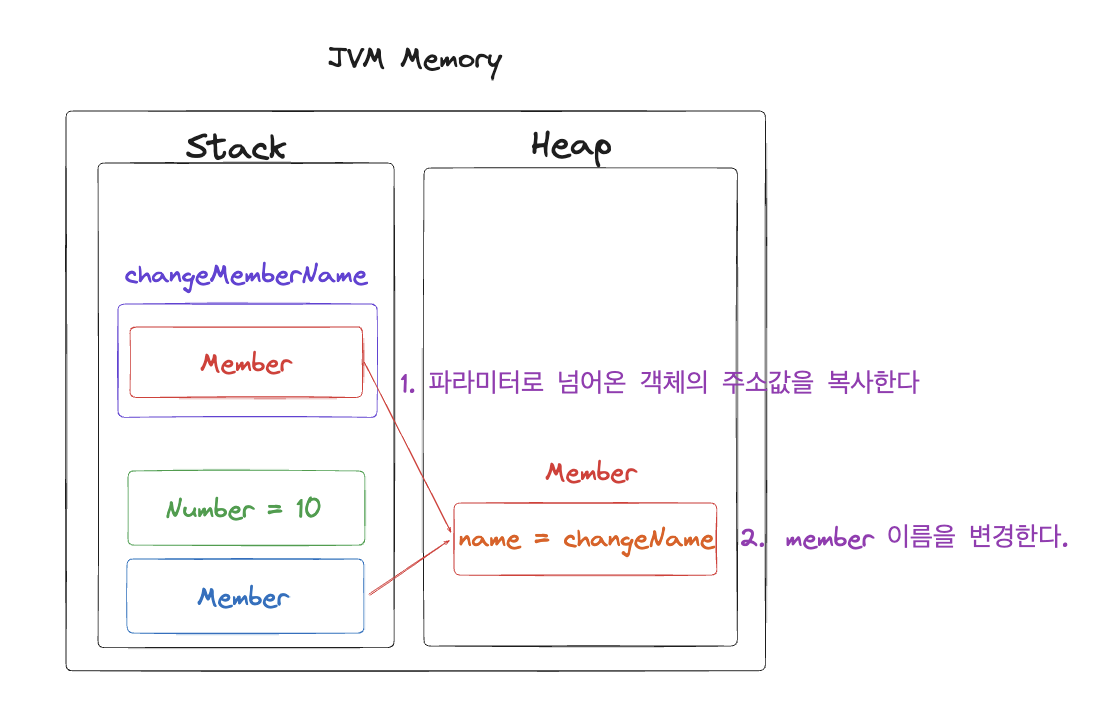 JVM Memory
Stack
Heap
changeMemberName
Member
1. 파라미터로 넘어온 객체의 주소값을 복사한다
Member
Number = 10
name = changeName
2. member 이름을 변경한다.
Member